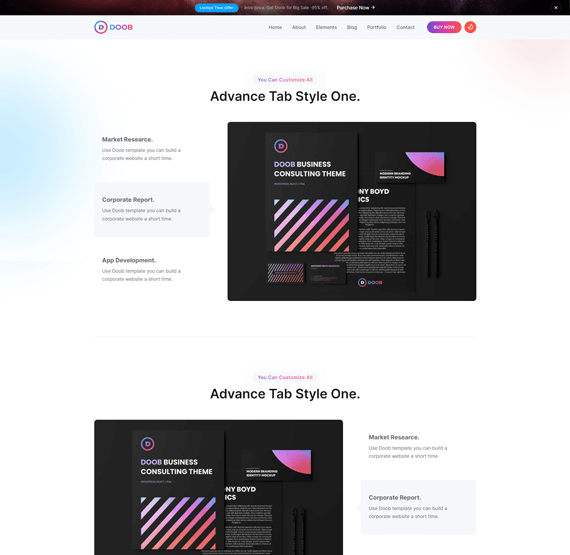 Limited Time Offer
Intro price. Get Doob for Big Sale -95% off.
Purchase Now
DOOB
Home
About
Elements
Blog
Portfolio
Contact
BUY NOW
You Can Customize All
Advance Tab Style One.
Market Researce.
Use Doob template you can build a
corporate website a short time.
Corporate Report.
Use Doob template you can build a
corporate website a short time.
App Development.
Use Doob template you can build a
corporate website a short time.
DOOB BUSINESS
CONSULTING THEME
MODERN BRANDING
IDENTITY MOCKUP
NY BOYD
ICS
DOOB
You Can Customize All
Advance Tab Style One.
DOOB BUSINESS
CONSULTING THEME
MODERN BRANDING
IDENTITY MOCKUP
NY BOYD
ICS
Market Researce.
Use Doob template you can build a
corporate website a short time.
Corporate Report.
Use Doob template you can build a
corporate website a short time.